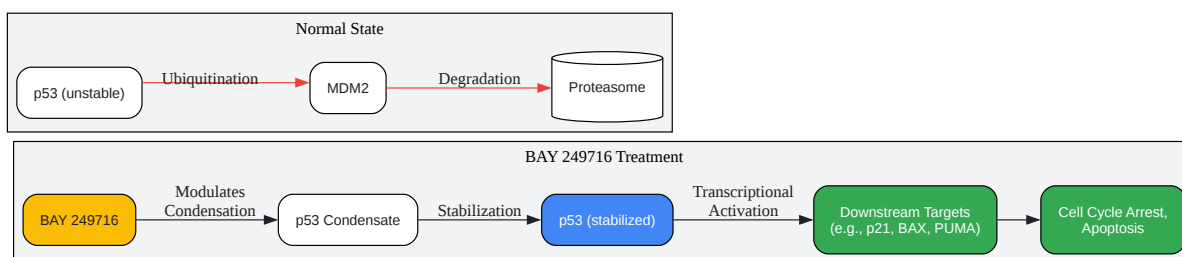 Normal State
p53 (unstable)
Ubiquitination
MDM2
Degradation
Proteasome
BAY 249716 Treatment
BAY 249716
Modulates
Condensation
p53 Condensate
Stabilization
p53 (stabilized)
Transcriptional
Activation
Downstream Targets
(e.g., p21, BAX, PUMA)
Cell Cycle Arrest,
Apoptosis